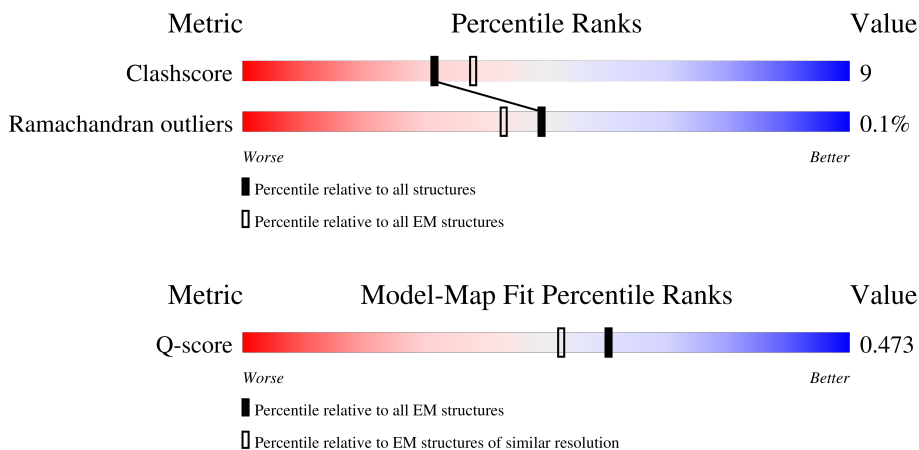 Metric Percentile Ranks Value
Clashscore 9
Ramachandran outliers 0.1%
Worse Better
Percentile relative to all structures
Percentile relative to all EM structures
Metric Model-Map Fit Percentile Ranks Value
Q-score 0.473
Worse Better
Percentile relative to all EM structures
Percentile relative to EM structures of similar resolution